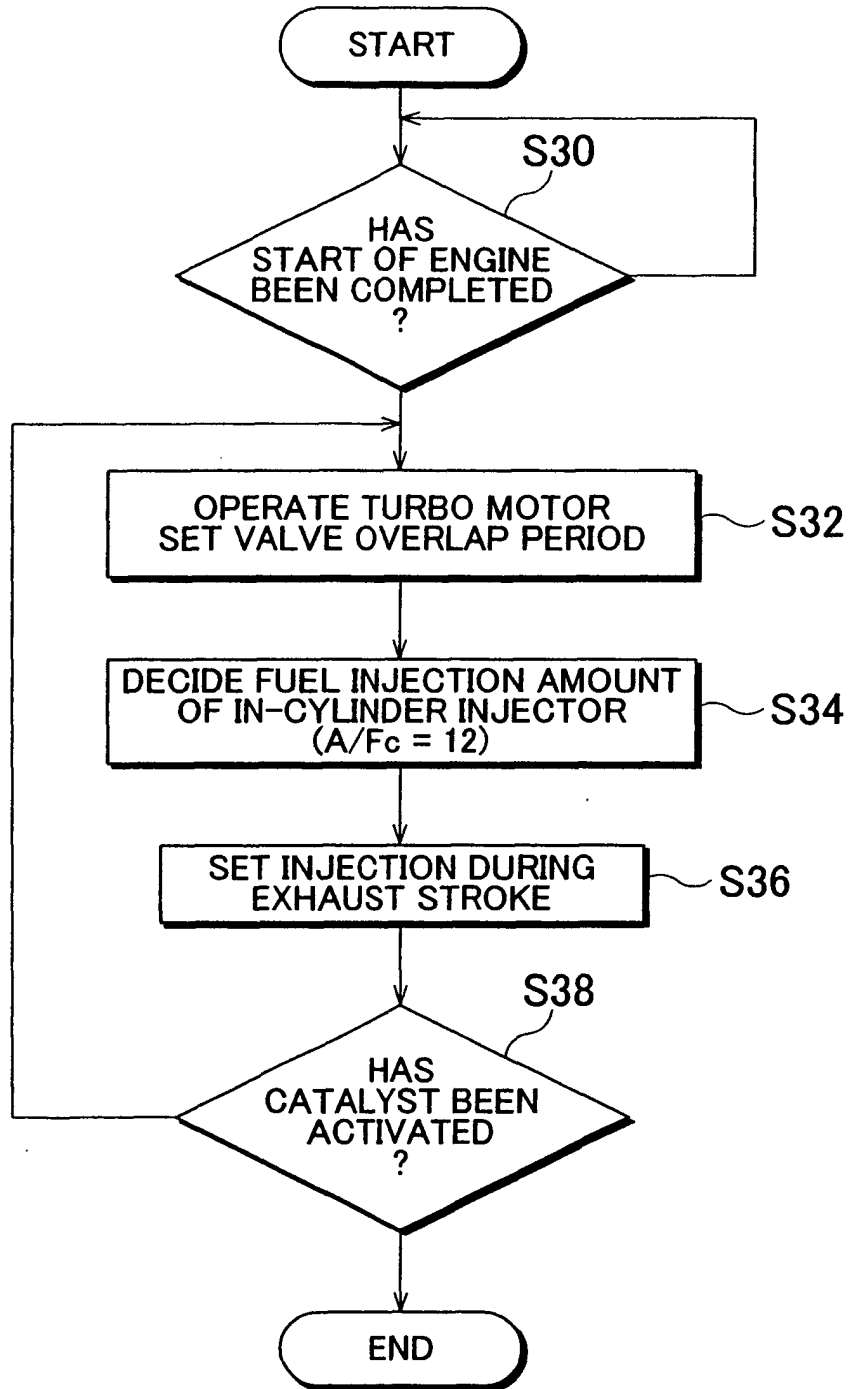 START
S30
HAS
START OF ENGINE
BEEN COMPLETED
?
OPERATE TURBO MOTOR
SET VALVE OVERLAP PERIOD
S32
DECIDE FUEL INJECTION AMOUNT
OF IN-CYLINDER INJECTOR
(A/Fc = 12)
S34
SET INJECTION DURING
EXHAUST STROKE
S36
S38
HAS
CATALYST BEEN
ACTIVATED
?
END